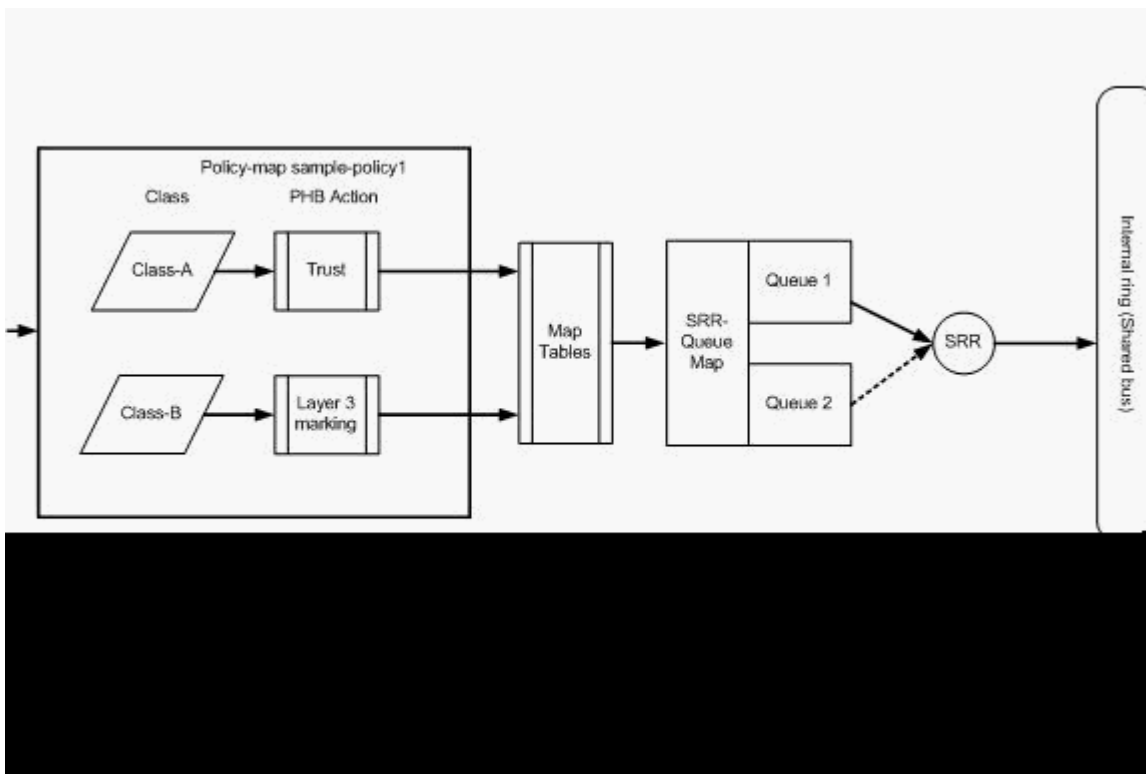 Policy-map sample-policy1
Class
PHB Action
Class-A
Trust
Class-B
Layer 3
marking
Map
Tables
SRR-
Queue
Map
Queue 1
Queue 2
SRR
Internal ring (Shared bus)